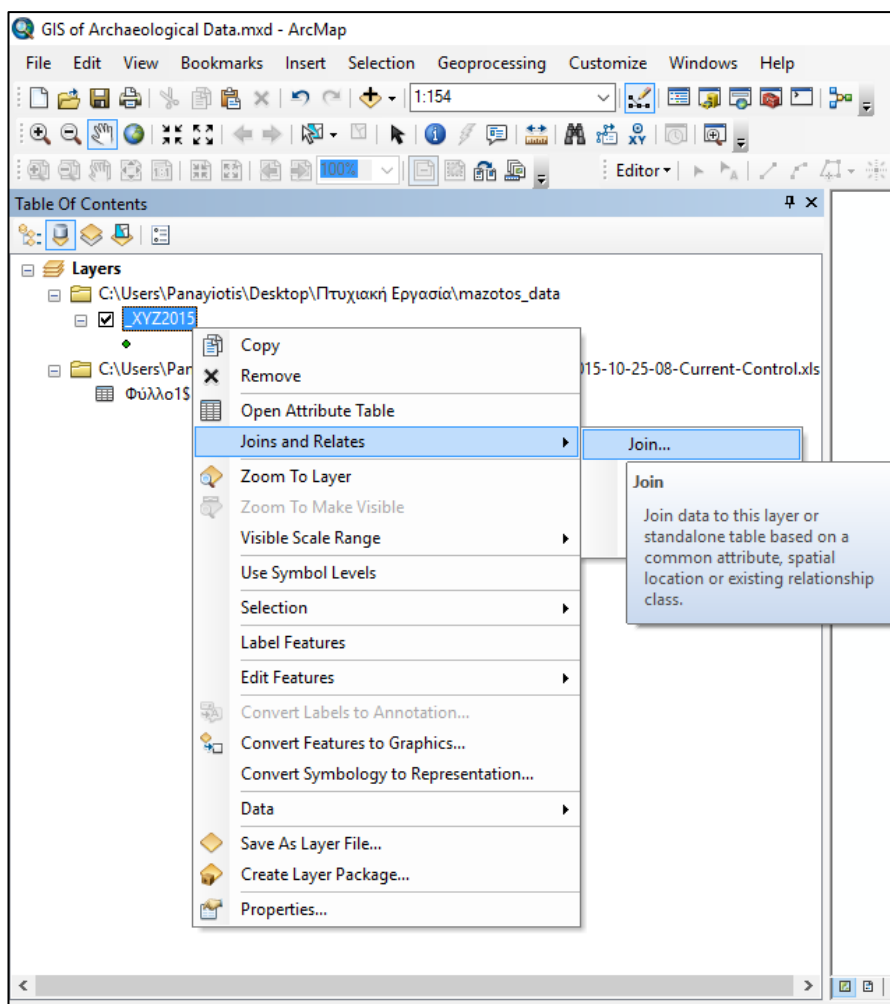 GIS of Archaeological Data.mxd - ArcMap
File Edit View Bookmarks Insert Selection Geoprocessing Customize Windows Help
1:154
100%
Editor
Table Of Contents
Layers
C:\Users\Panayiotis\Desktop\Πτυχιακή Εργασία\mazotos_data
_XYZ2015
C:\Users\Par
15-10-25-08-Current-Control.xls
Φύλλο1$
Copy
Remove
Open Attribute Table
Joins and Relates
Join...
Zoom To Layer
Zoom To Make Visible
Visible Scale Range
Use Symbol Levels
Selection
Label Features
Edit Features
Convert Labels to Annotation...
Convert Features to Graphics...
Convert Symbology to Representation...
Data
Save As Layer File...
Create Layer Package...
Properties...
Join
Join data to this layer or
standalone table based on a
common attribute, spatial
location or existing relationship
class.